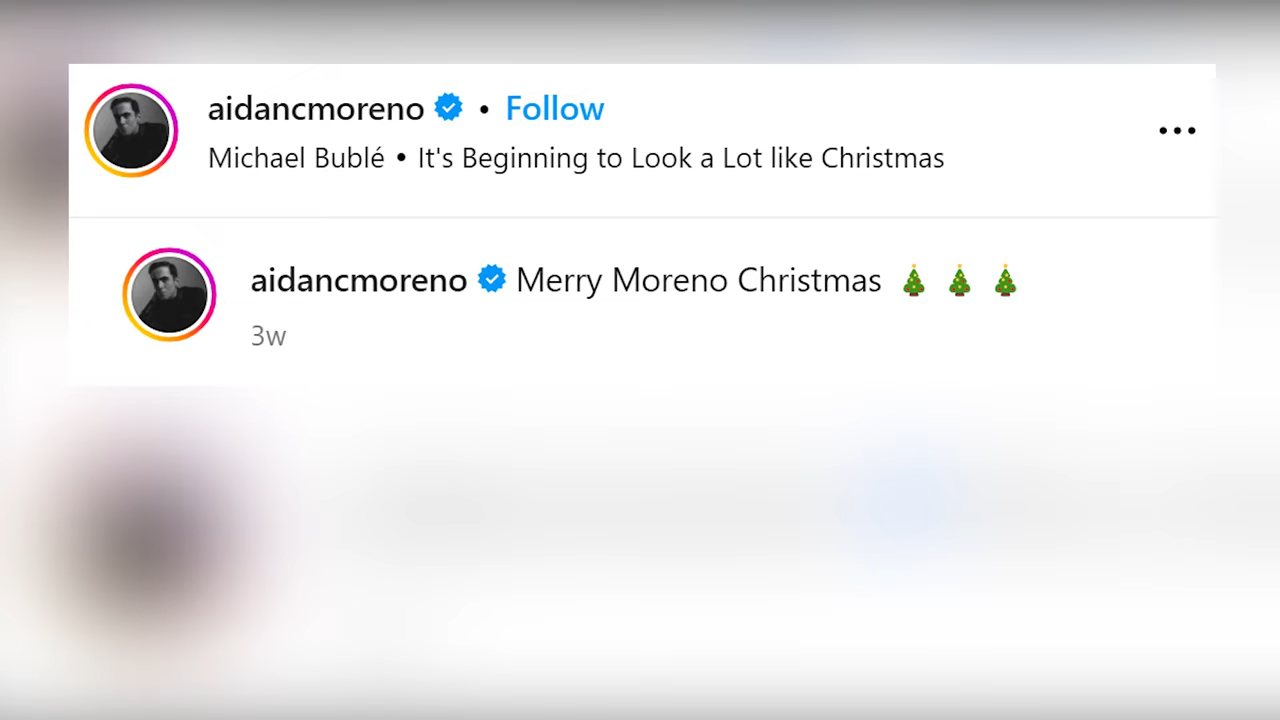 aidancmoreno • Follow
Michael Bublé • It's Beginning to Look a Lot like Christmas
aidancmoreno Merry Moreno Christmas 🎄 🎄 🎄
3w